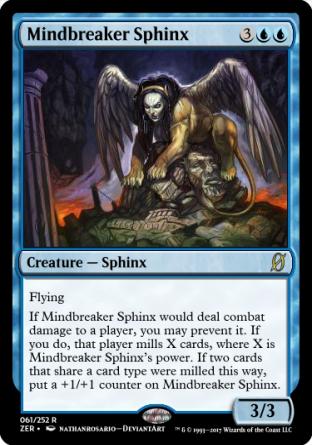 Mindbreaker Sphinx 3
Creature — Sphinx
Flying
If Mindbreaker Sphinx would deal combat
damage to a player, you may prevent it. If
you do, that player mills X cards, where X is
Mindbreaker Sphinx's power. If two cards
that share a card type were milled this way,
put a +1/+1 counter on Mindbreaker Sphinx.
3/3
061/252 R
ZER • NATHANROSARIO—DEVIANTART
™ & © 1993–2017 Wizards of the Coast LLC